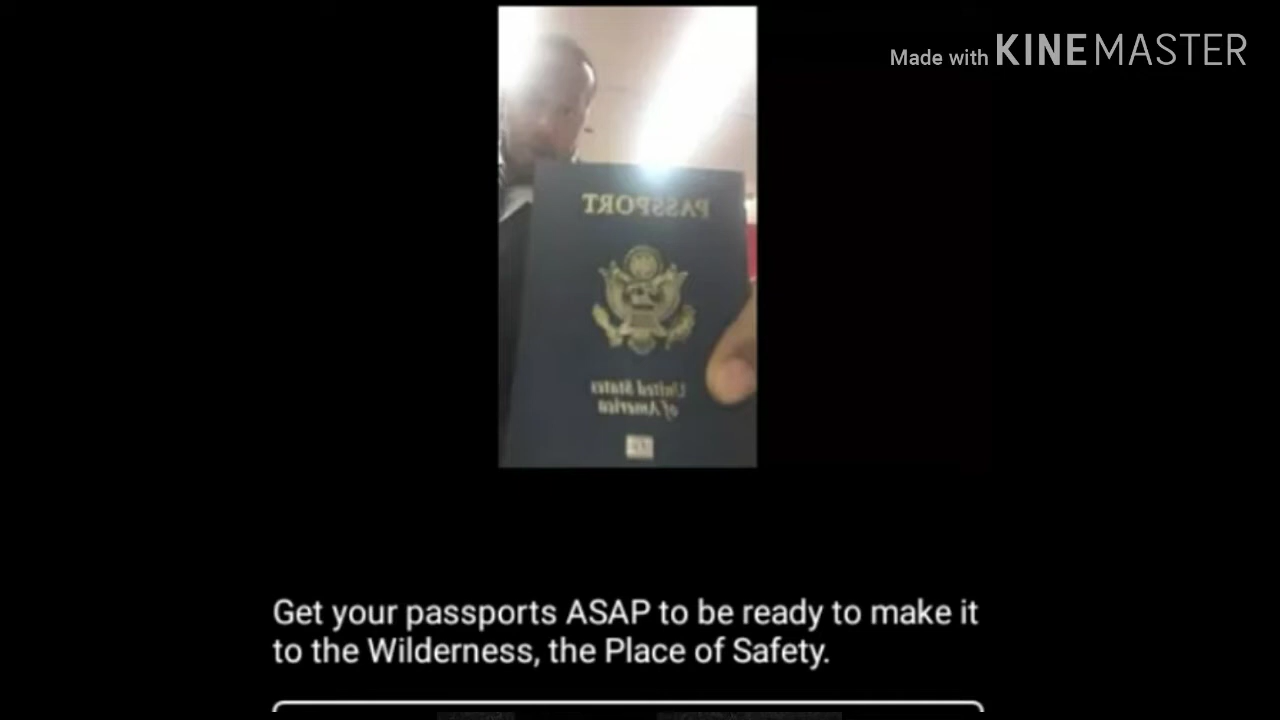 Made with KINEMASTER
PASSPORT
United States
of America
Get your passports ASAP to be ready to make it
to the Wilderness, the Place of Safety.